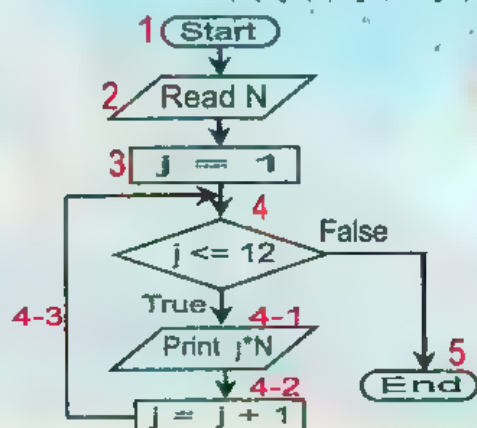 1 Start
2 Read N
3 j = 1
4
j <= 12 False
True
4-1
4-3 Print j*N
5
4-2
End
j = j + 1